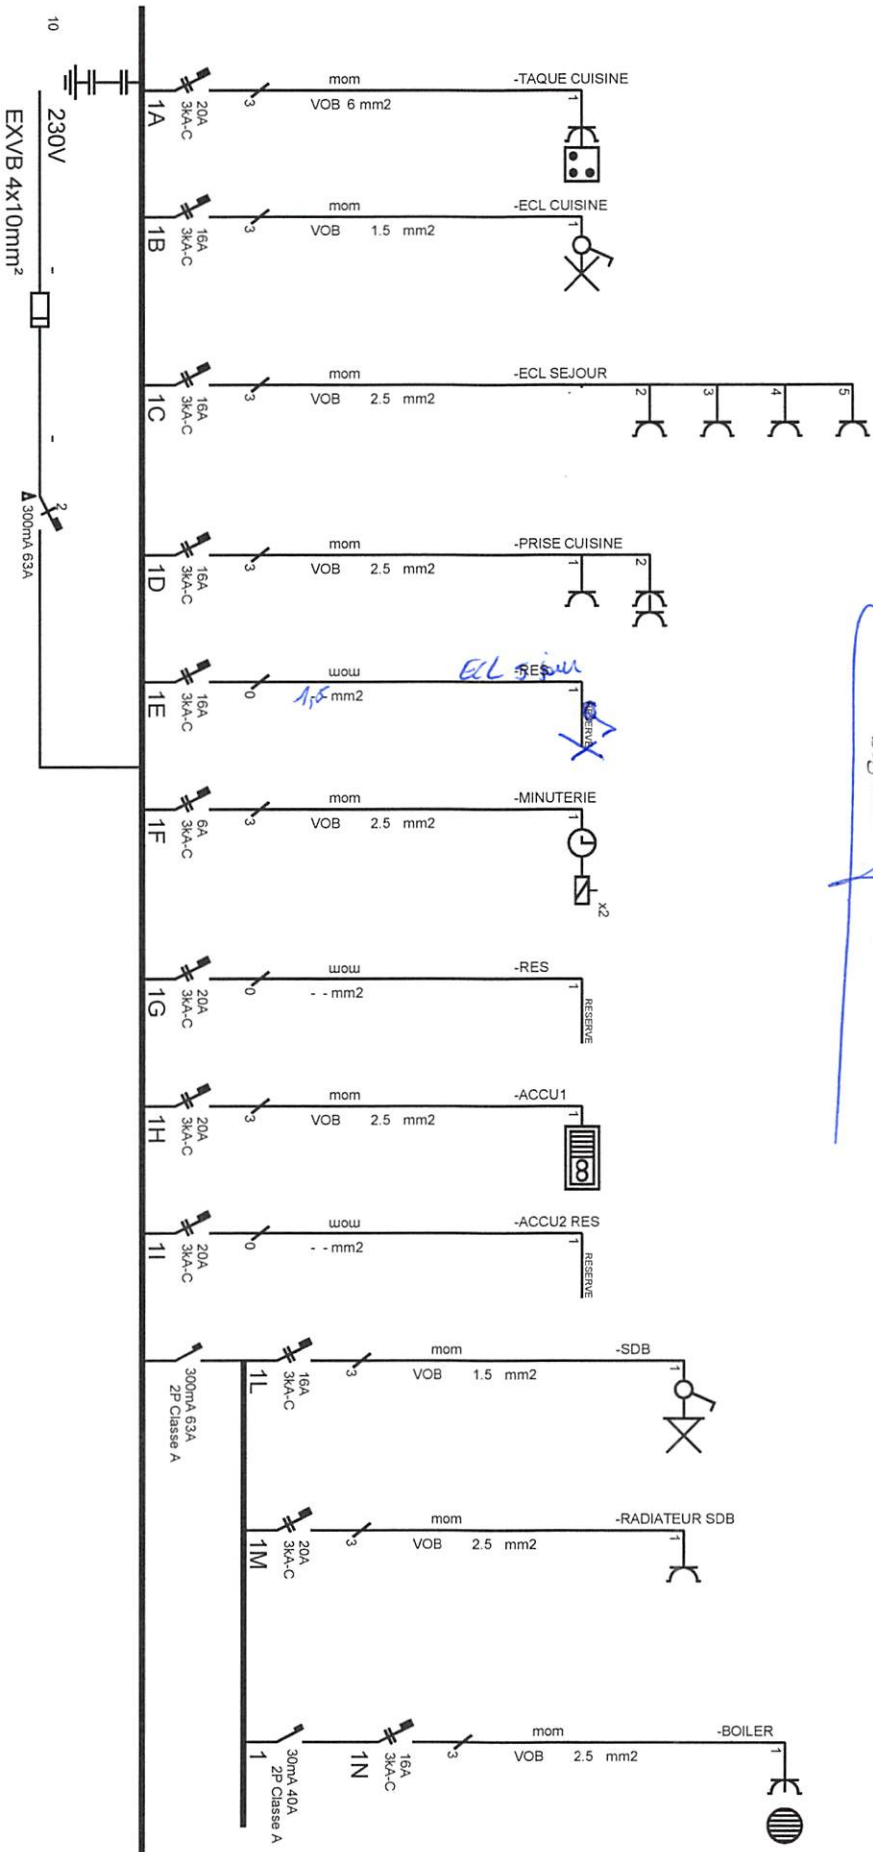 10
230V
EXVB 4x10mm²
-
-
2
Δ 300mA 63A
1A
20A
3kA-C
3
mom
VOB 6 mm2
-TAQUE CUISINE
1
1B
16A
3kA-C
3
mom
VOB 1.5 mm2
-ECL CUISINE
1
1C
16A
3kA-C
3
mom
VOB 2.5 mm2
-ECL SEJOUR
2
3
4
5
1D
16A
3kA-C
3
mom
VOB 2.5 mm2
-PRISE CUISINE
1
2
1E
16A
3kA-C
0
mom
1,5 mm2
ECL
-RES
1
RESERVE
1F
6A
3kA-C
3
mom
VOB 2.5 mm2
-MINUTERIE
1
x2
1G
20A
3kA-C
0
mom
- - mm2
-RES
1
RESERVE
1H
20A
3kA-C
3
mom
VOB 2.5 mm2
-ACCU1
1
1I
20A
3kA-C
0
mom
- - mm2
-ACCU2 RES
1
RESERVE
300mA 63A
2P Classe A
1L
16A
3kA-C
3
mom
VOB 1.5 mm2
-SDB
1
1M
20A
3kA-C
3
mom
VOB 2.5 mm2
-RADIATEUR SDB
1
1
30mA 40A
2P Classe A
1N
16A
3kA-C
3
mom
VOB 2.5 mm2
-BOILER
1